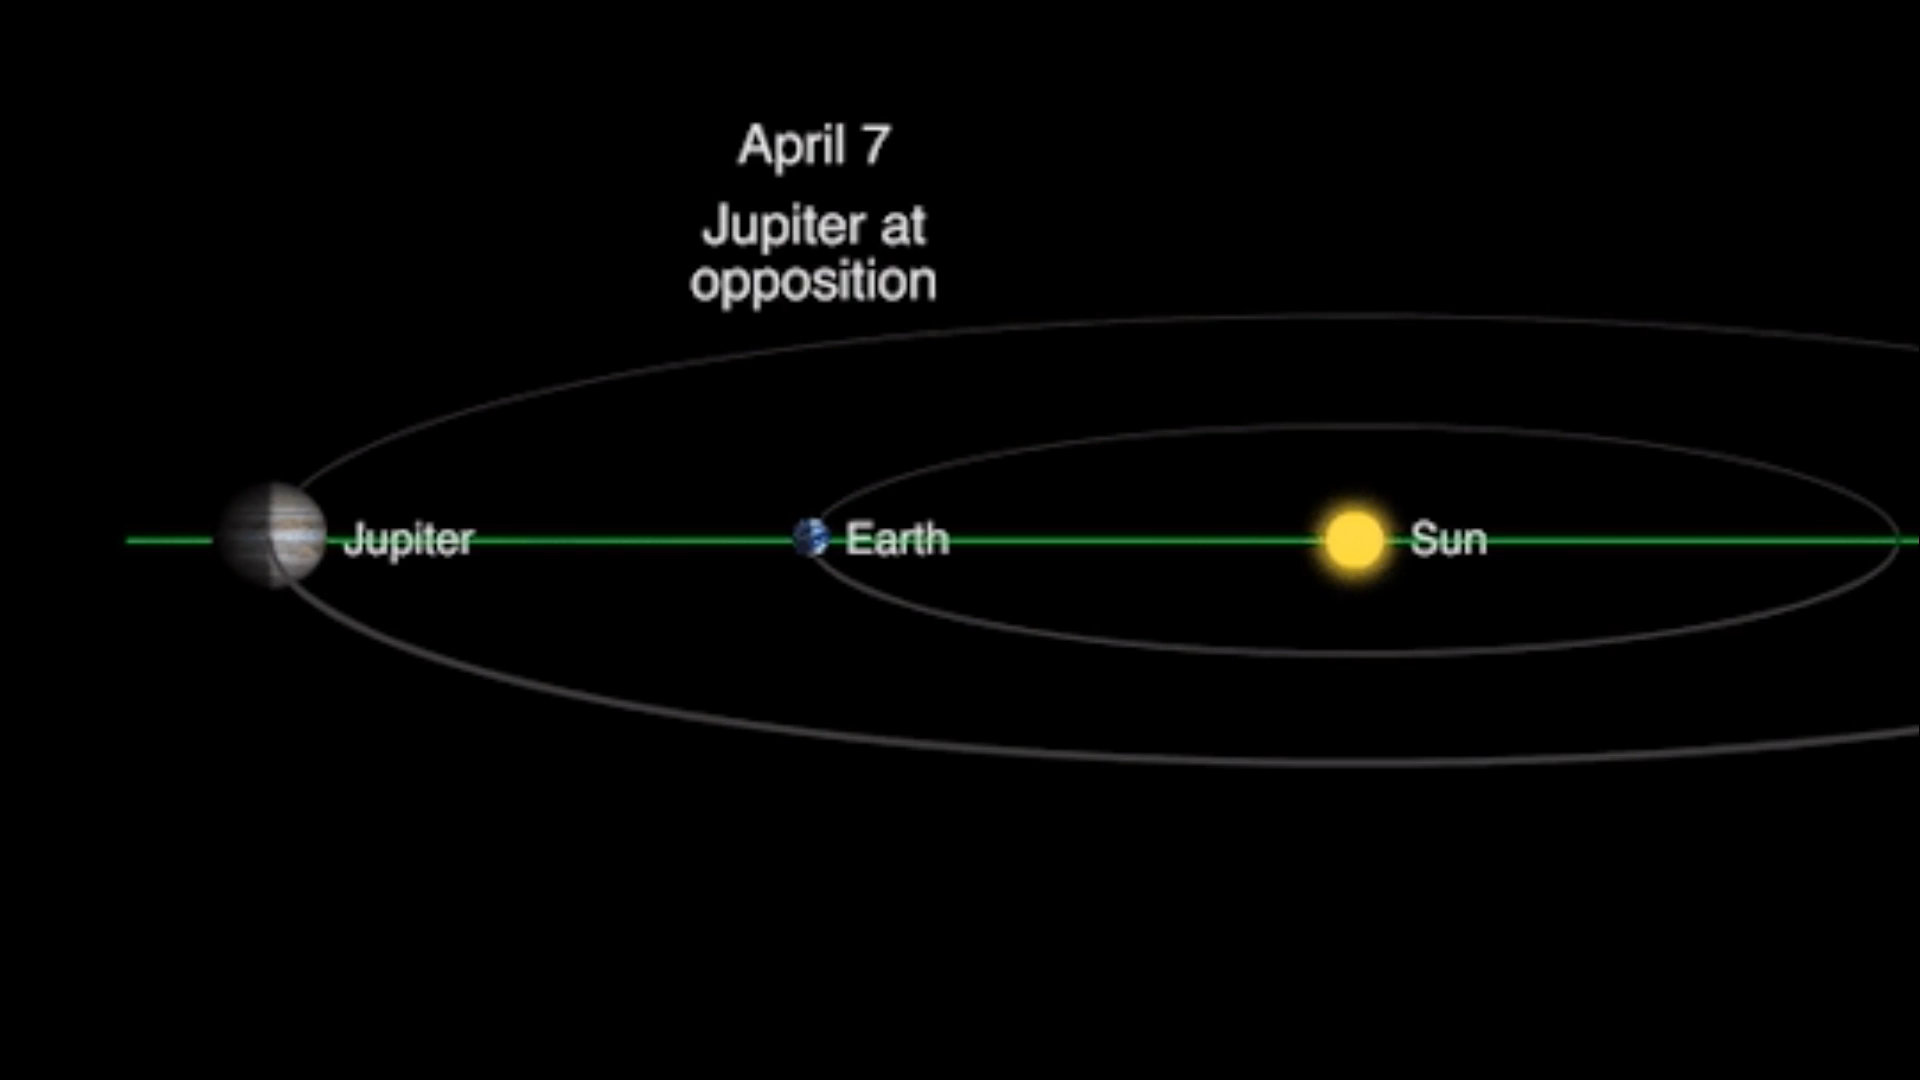 April 7
Jupiter at
opposition
Jupiter
Earth
Sun